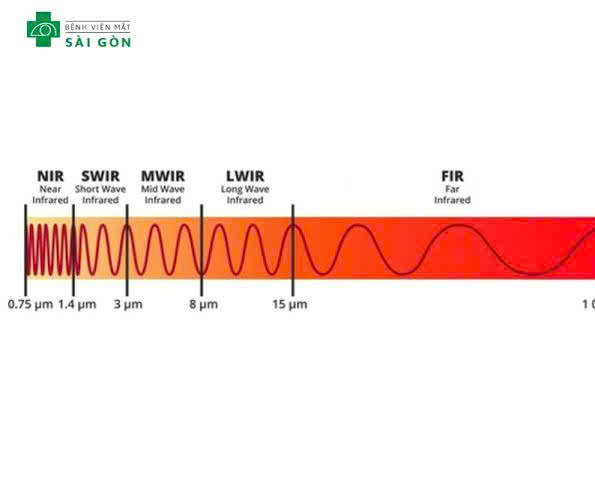 BỆNH VIỆN MẮT
SÀI GÒN
NIR SWIR MWIR LWIR FIR
Near Short Wave Mid Wave Long Wave Far
Infrared Infrared Infrared Infrared Infrared
0.75 µm 1.4 µm 3 µm 8 µm 15 µm